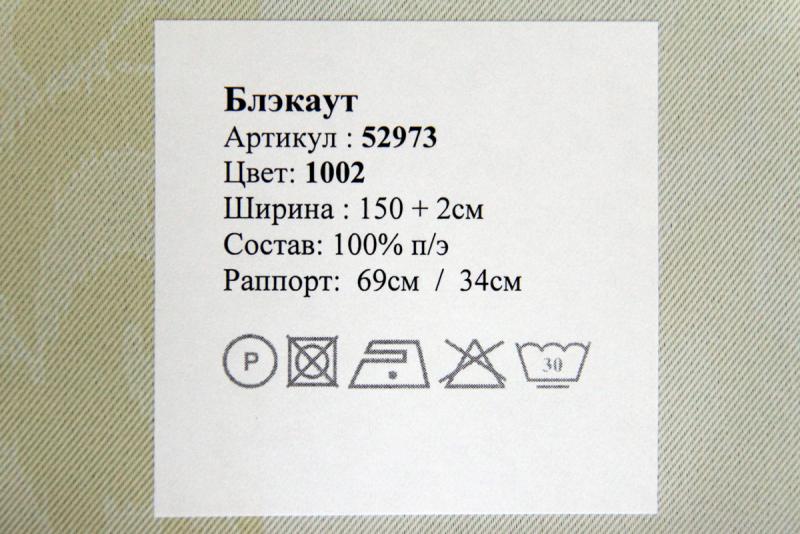 Блэкаут
Артикул : 52973
Цвет: 1002
Ширина : 150 + 2см
Состав: 100% п/э
Раппорт: 69см / 34см
P 30